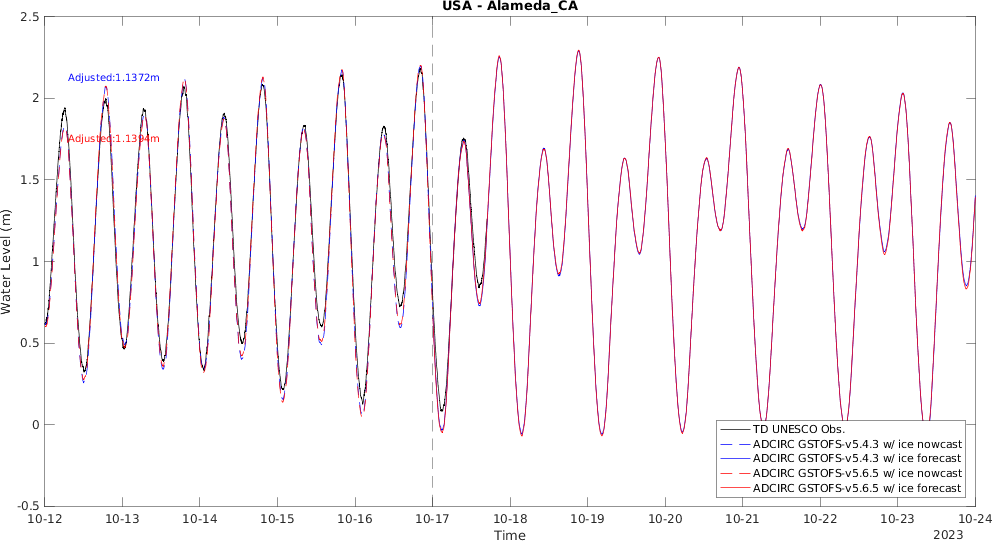 USA - Alameda_CA
2.5
2
1.5
1
0.5
0
-0.5
Water Level (m)
Adjusted:1.1372m
Adjusted:1.1394m
TD UNESCO Obs.
ADCIRC GSTOFS-v5.4.3 w/ ice nowcast
ADCIRC GSTOFS-v5.4.3 w/ ice forecast
ADCIRC GSTOFS-v5.6.5 w/ ice nowcast
ADCIRC GSTOFS-v5.6.5 w/ ice forecast
10-12 10-13 10-14 10-15 10-16 10-17 10-18 10-19 10-20 10-21 10-22 10-23 10-24
Time
2023